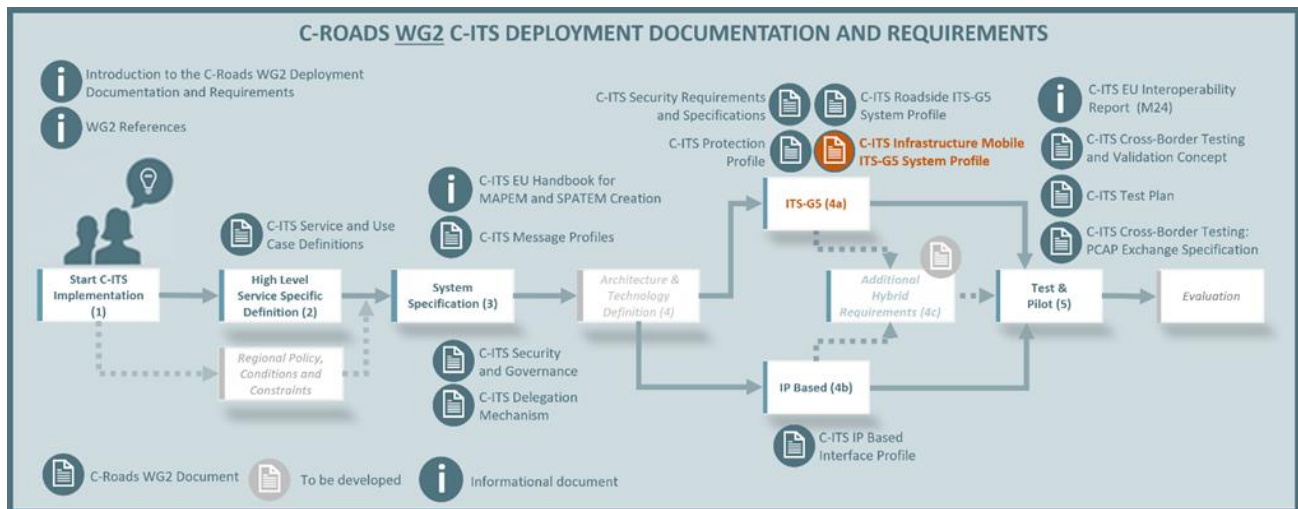 C-ROADS WG2 C-ITS DEPLOYMENT DOCUMENTATION AND REQUIREMENTS
Introduction to the C-Roads WG2 Deployment
Documentation and Requirements
WG2 References
C-ITS EU Handbook for
MAPEM and SPATEM Creation
C-ITS Service and Use
Case Definitions
C-ITS Message Profiles
C-ITS Security Requirements
and Specifications
C-ITS Roadside ITS-G5
System Profile
C-ITS Protection
Profile
C-ITS Infrastructure Mobile
ITS-G5 System Profile
C-ITS EU Interoperability
Report (M24)
C-ITS Cross-Border Testing
and Validation Concept
C-ITS Test Plan
C-ITS Cross-Border Testing:
PCAP Exchange Specification
ITS-G5 (4a)
Start C-ITS
Implementation
(1)
High Level
Service Specific
Definition (2)
System
Specification (3)
Architecture &
Technology
Definition (4)
Additional
Hybrid
Requirements (4c)
Test &
Pilot (5)
Evaluation
Regional Policy,
Conditions and
Constraints
C-ITS Security
and Governance
C-ITS Delegation
Mechanism
IP Based (4b)
C-ITS IP Based
Interface Profile
C-Roads WG2 Document
To be developed
Informational document